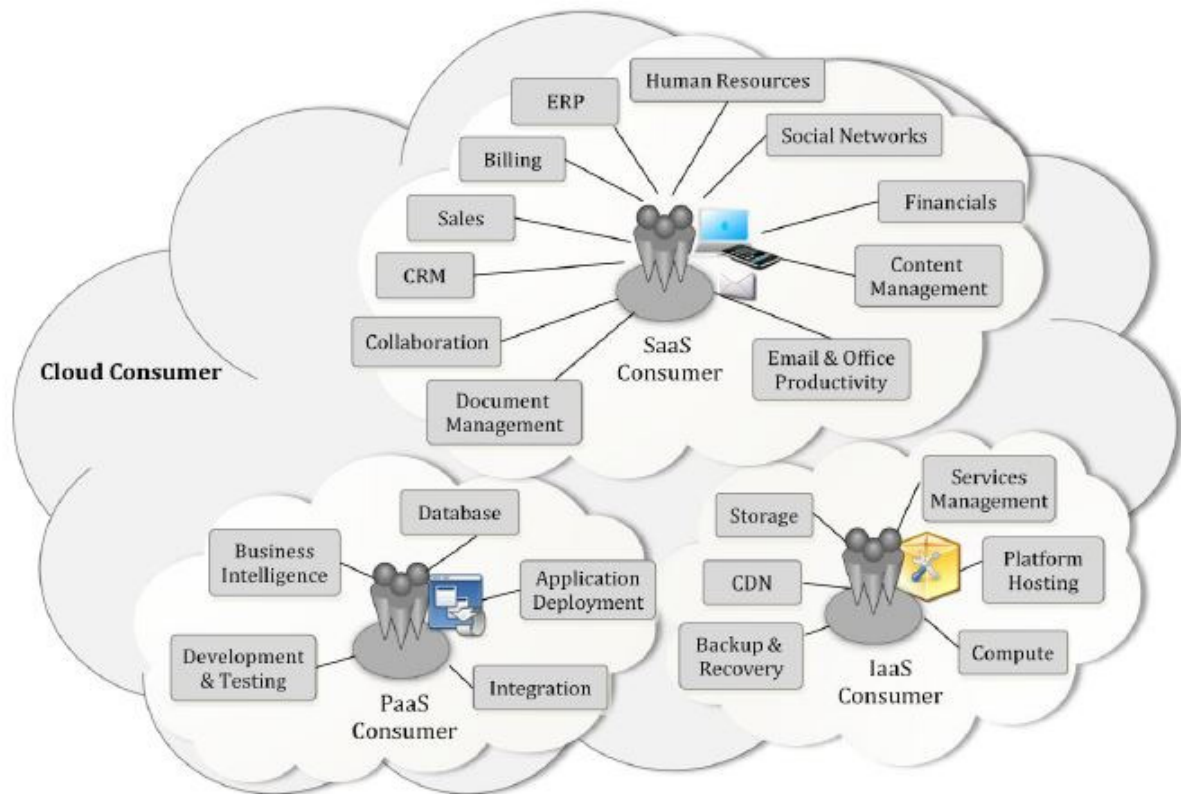 Human Resources
ERP
Social Networks
Billing
Sales
Financials
CRM
Content
Management
Collaboration
SaaS
Consumer
Email & Office
Productivity
Document
Management
Cloud Consumer
Database
Business
Intelligence
Application
Deployment
Development
& Testing
Integration
PaaS
Consumer
Services
Management
Storage
Platform
Hosting
CDN
Backup &
Recovery
Compute
IaaS
Consumer